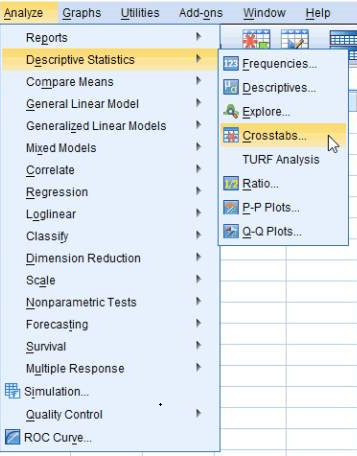 Analyze Graphs Utilities Add-ons Window Help
Reports
Descriptive Statistics
Compare Means
General Linear Model
Generalized Linear Models
Mixed Models
Correlate
Regression
Loglinear
Classify
Dimension Reduction
Scale
Nonparametric Tests
Forecasting
Survival
Multiple Response
Simulation...
Quality Control
ROC Curve...
Frequencies...
Descriptives...
Explore...
Crosstabs...
TURF Analysis
Ratio...
P-P Plots...
Q-Q Plots...